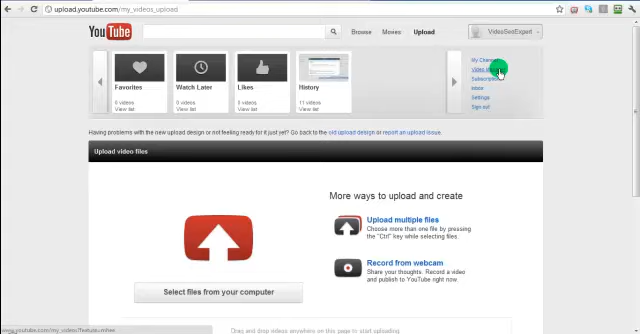 upload.youtube.com/my_videos_upload
YouTube
Browse Movies Upload VideoSeoExpert
Favorites
0 videos
View list
Watch Later
0 videos
View list
Likes
0 videos
View list
History
11 videos
View list
My Channel
Video
Subscriptions
Inbox
Settings
Sign out
Having problems with the new upload design or not feeling ready for it just yet? Go back to the old upload design or report an upload issue.
Upload video files
More ways to upload and create
Upload multiple files
Choose more than one file by pressing
the "Ctrl" key while selecting files.
Record from webcam
Share your thoughts. Record a video
and publish to YouTube right now.
Select files from your computer
Drag and drop videos anywhere on this page to start uploading.